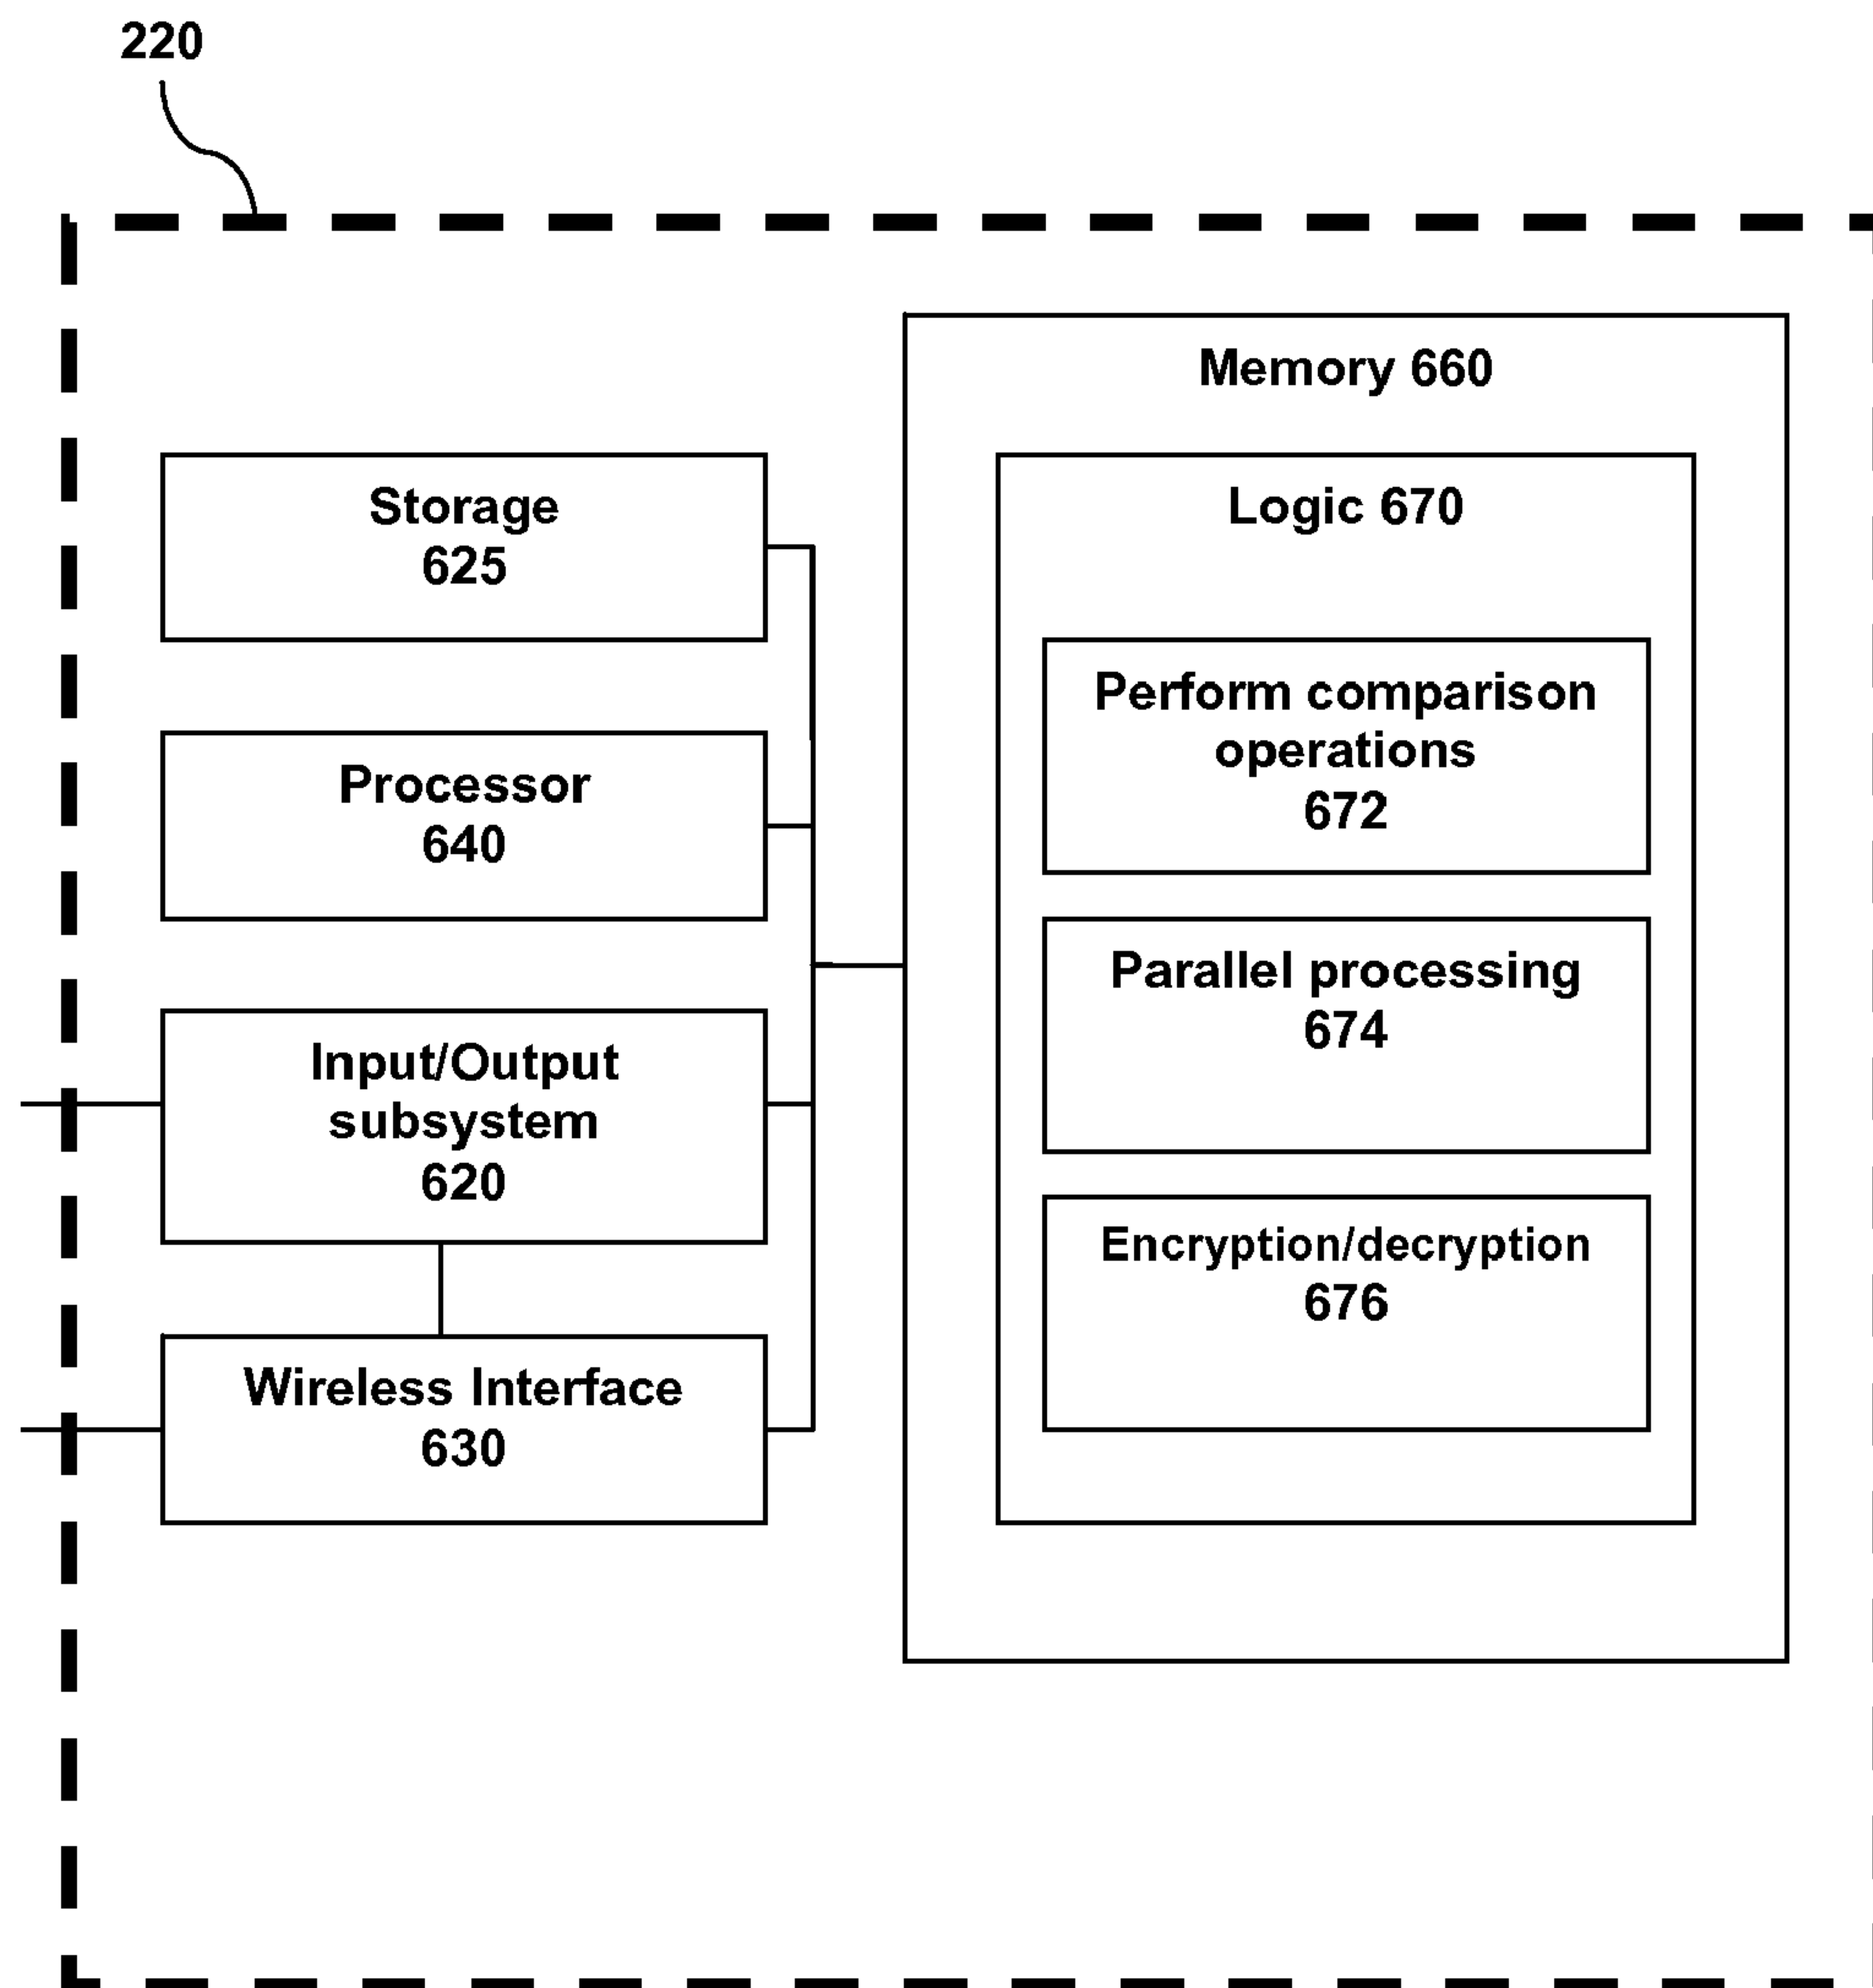 220
Memory 660
Storage
625
Logic 670
Perform comparison
operations
672
Processor
640
Parallel processing
674
Input/Output
subsystem
620
Encryption/decryption
676
Wireless Interface
630